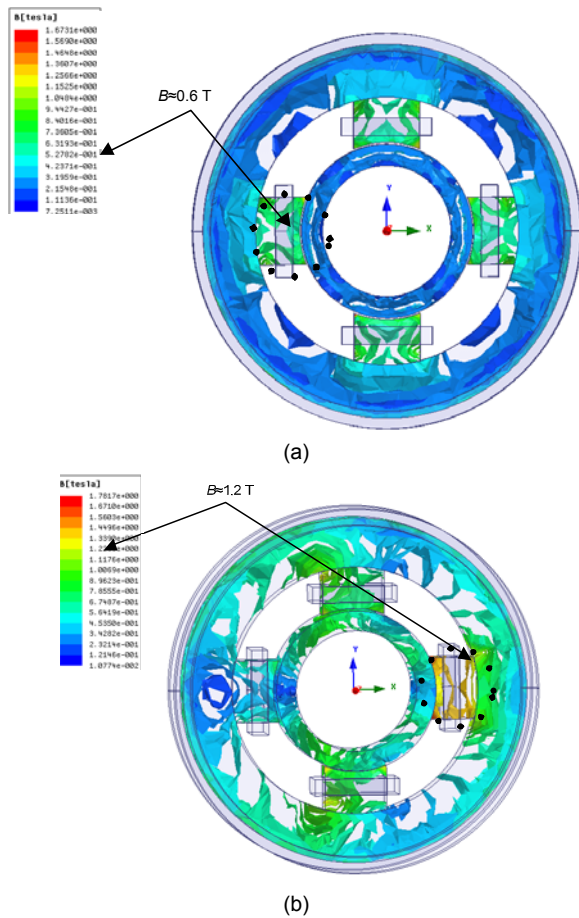 B[tesla]
1.6731e+000
1.5690e+000
1.4648e+000
1.3607e+000
1.2566e+000
1.1525e+000
1.0484e+000
9.4427e-001
8.4016e-001
7.3605e-001
6.3193e-001
5.2782e-001
4.2371e-001
3.1959e-001
2.1548e-001
1.1136e-001
7.2511e-003
B≈0.6 T
Y
X
(a)
B[tesla]
1.7817e+000
1.6710e+000
1.5603e+000
1.4496e+000
1.3390e+000
1.1176e+000
1.0069e+000
8.9623e-001
7.8555e-001
6.7487e-001
5.6419e-001
4.5350e-001
3.4282e-001
2.3214e-001
1.2146e-001
1.0774e-002
B≈1.2 T
Y
X
(b)